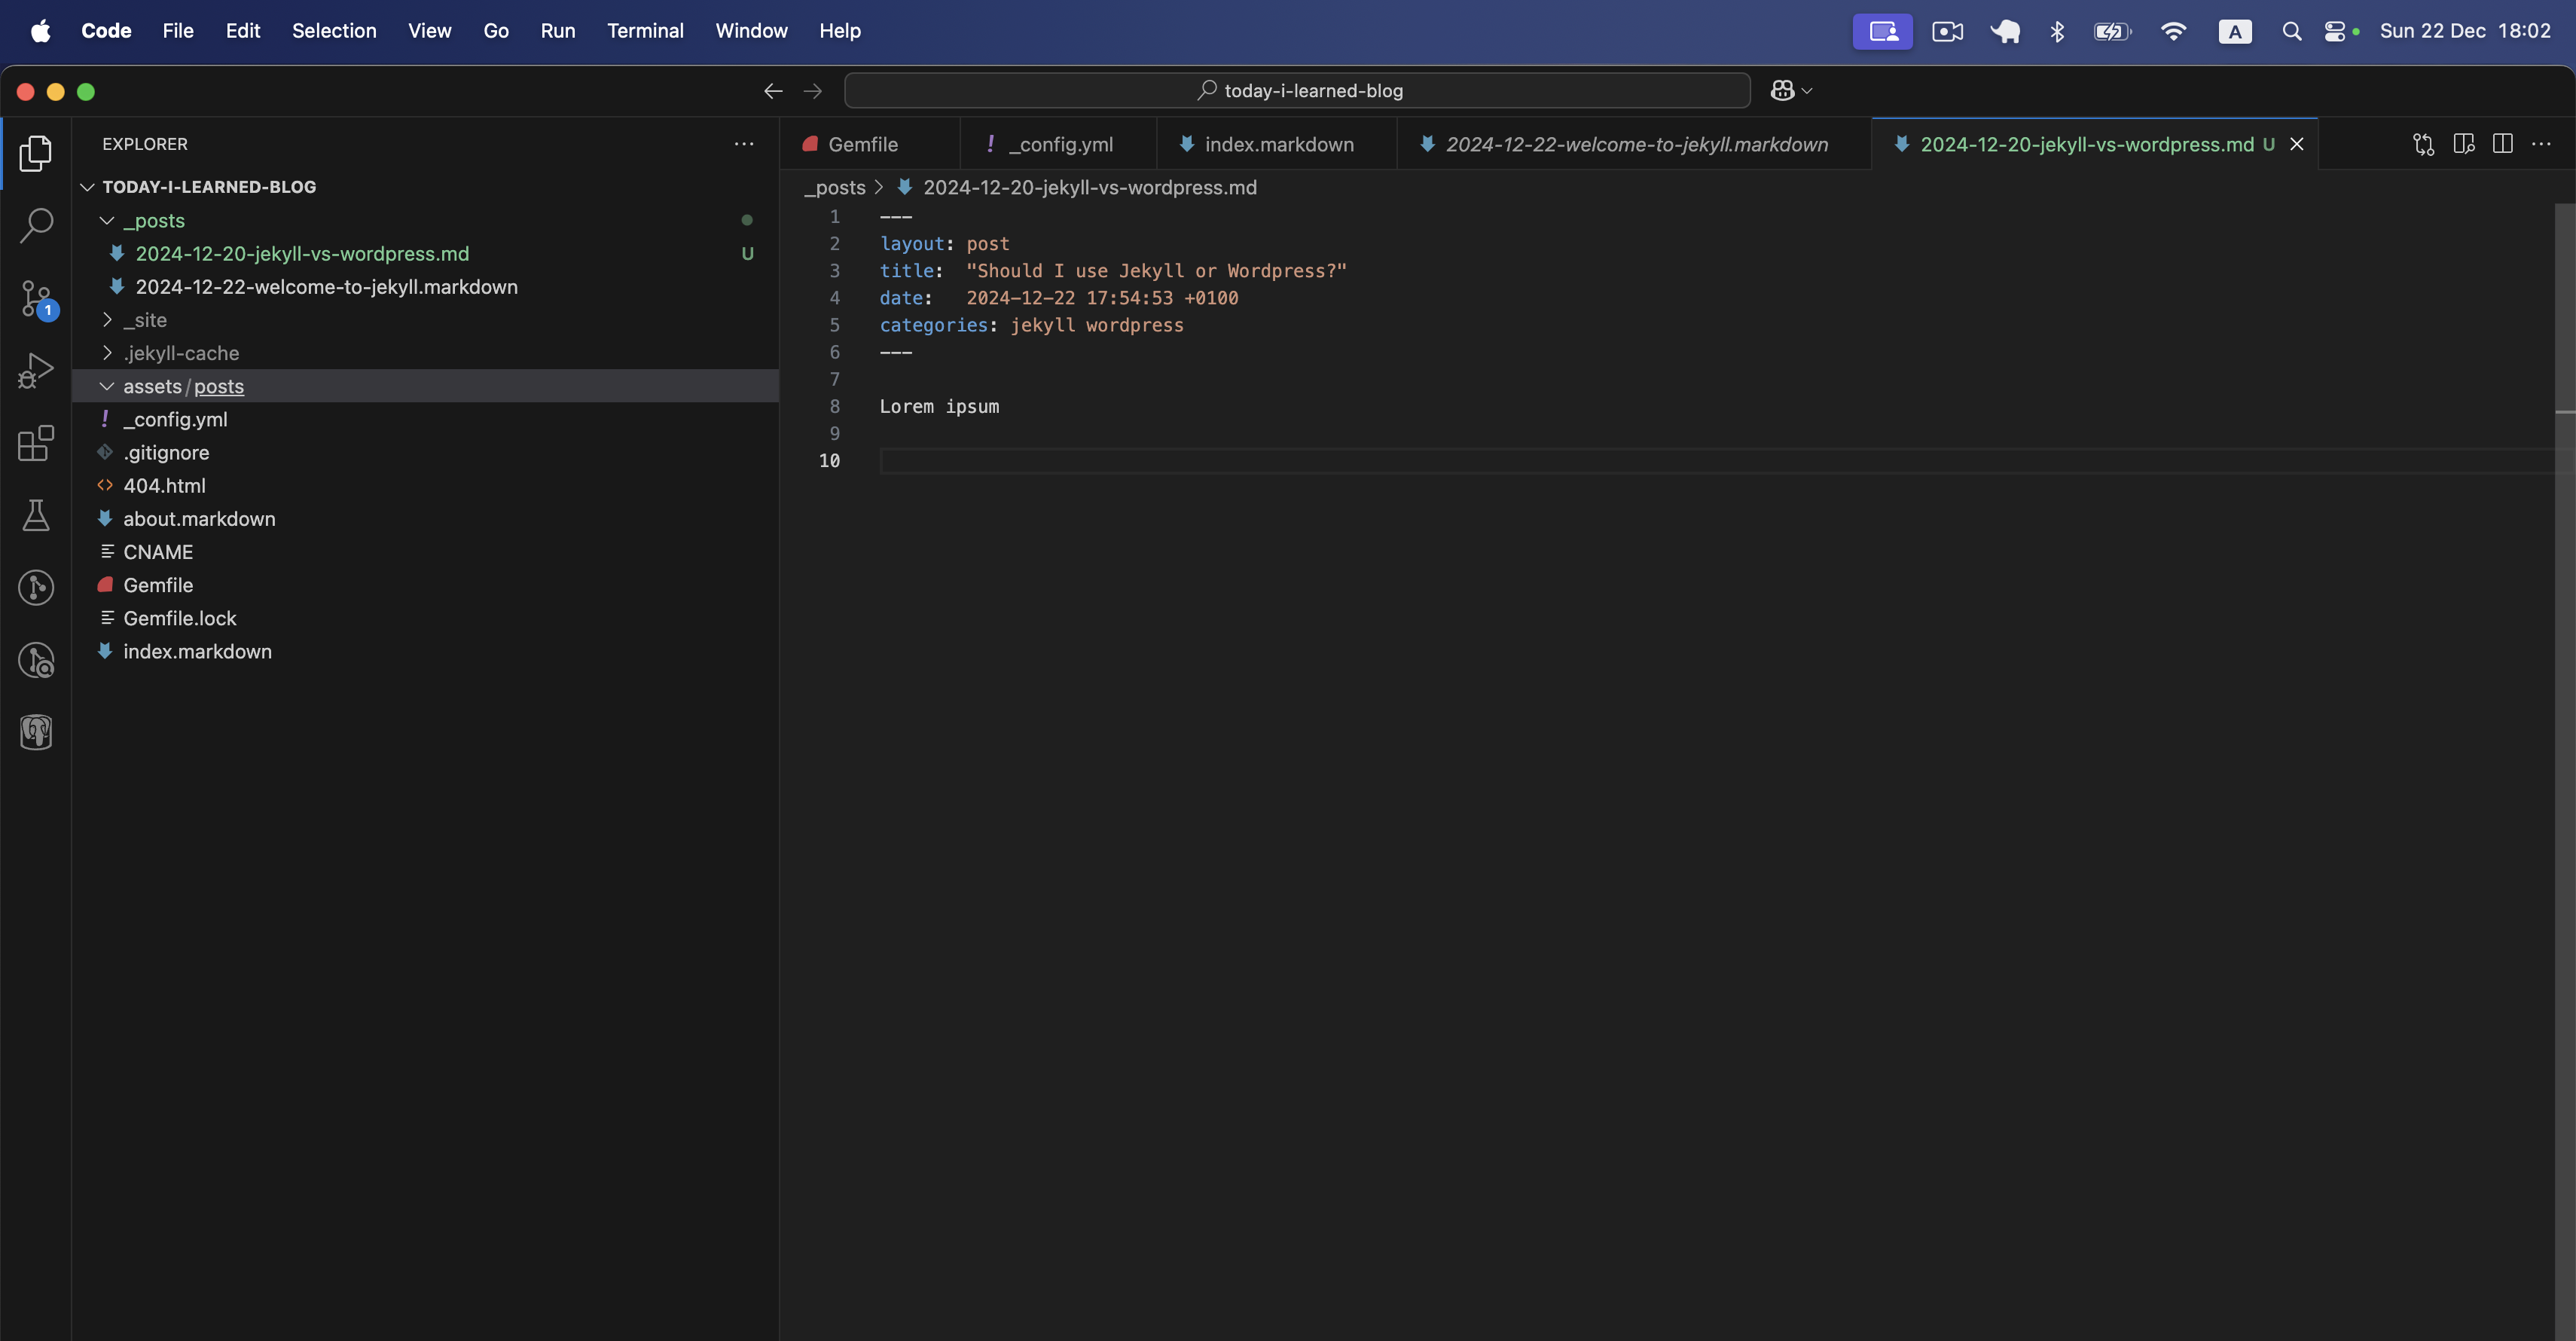 Code File Edit Selection View Go Run Terminal Window Help A Sun 22 Dec 18:02
today-i-learned-blog
EXPLORER
TODAY-I-LEARNED-BLOG
_posts
2024-12-20-jekyll-vs-wordpress.md U
2024-12-22-welcome-to-jekyll.markdown
_site
.jekyll-cache
assets/posts
! _config.yml
.gitignore
<> 404.html
about.markdown
CNAME
Gemfile
Gemfile.lock
index.markdown
1
Gemfile ! _config.yml index.markdown 2024-12-22-welcome-to-jekyll.markdown 2024-12-20-jekyll-vs-wordpress.md U
_posts > 2024-12-20-jekyll-vs-wordpress.md
1 ---
2 layout: post
3 title: "Should I use Jekyll or Wordpress?"
4 date: 2024-12-22 17:54:53 +0100
5 categories: jekyll wordpress
6 ---
7
8 Lorem ipsum
9
10